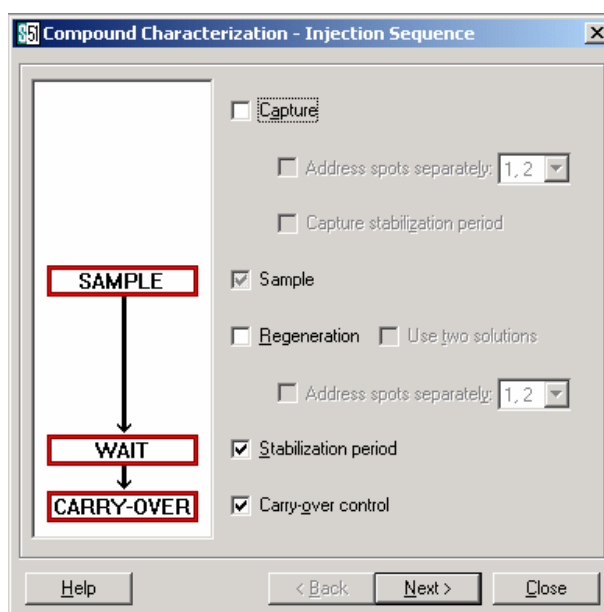 S51 Compound Characterization - Injection Sequence
Capture
Address spots separately: 1, 2
Capture stabilization period
SAMPLE
Sample
Regeneration Use two solutions
Address spots separately: 1, 2
WAIT
Stabilization period
CARRY-OVER
Carry-over control
Help < Back Next > Close